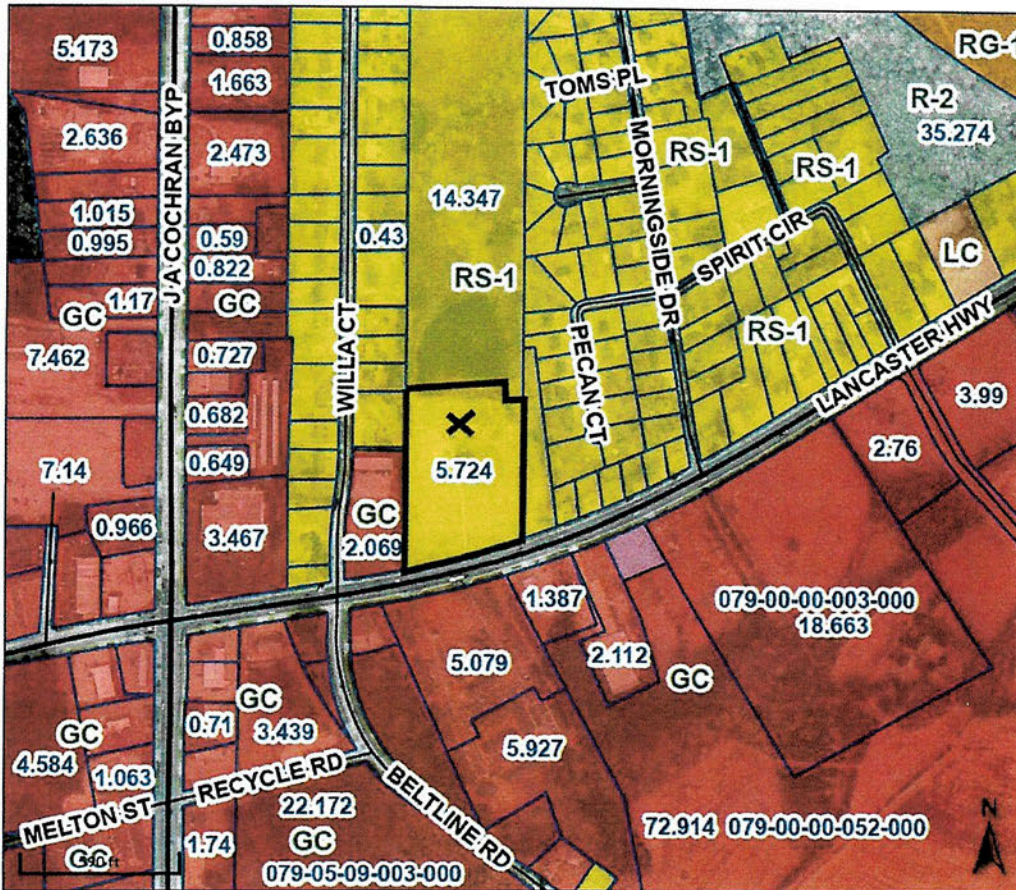 5.173
0.858
RG-1
1.663
TOMS PL
R-2
35.274
J A COCHRAN BYP
2.636
2.473
MORNINGSIDE DR
RS-1
RS-1
14.347
1.015
0.995
0.59
0.43
SPIRIT CIR
LC
0.822
RS-1
1.17
GC
GC
7.462
0.727
WILLA CT
PECAN CT
RS-1
LANCASTER HWY
3.99
0.682
X
0.649
5.724
2.76
7.14
0.966
3.467
GC
2.069
1.387
079-00-00-003-000
18.663
5.079
2.112
GC
GC
GC
0.71
3.439
4.584
1.063
5.927
MELTON ST
RECYCLE RD
BELTLINE RD
22.172
N
1.74
GC
72.914 079-00-00-052-000
GC
590 ft
079-05-09-003-000